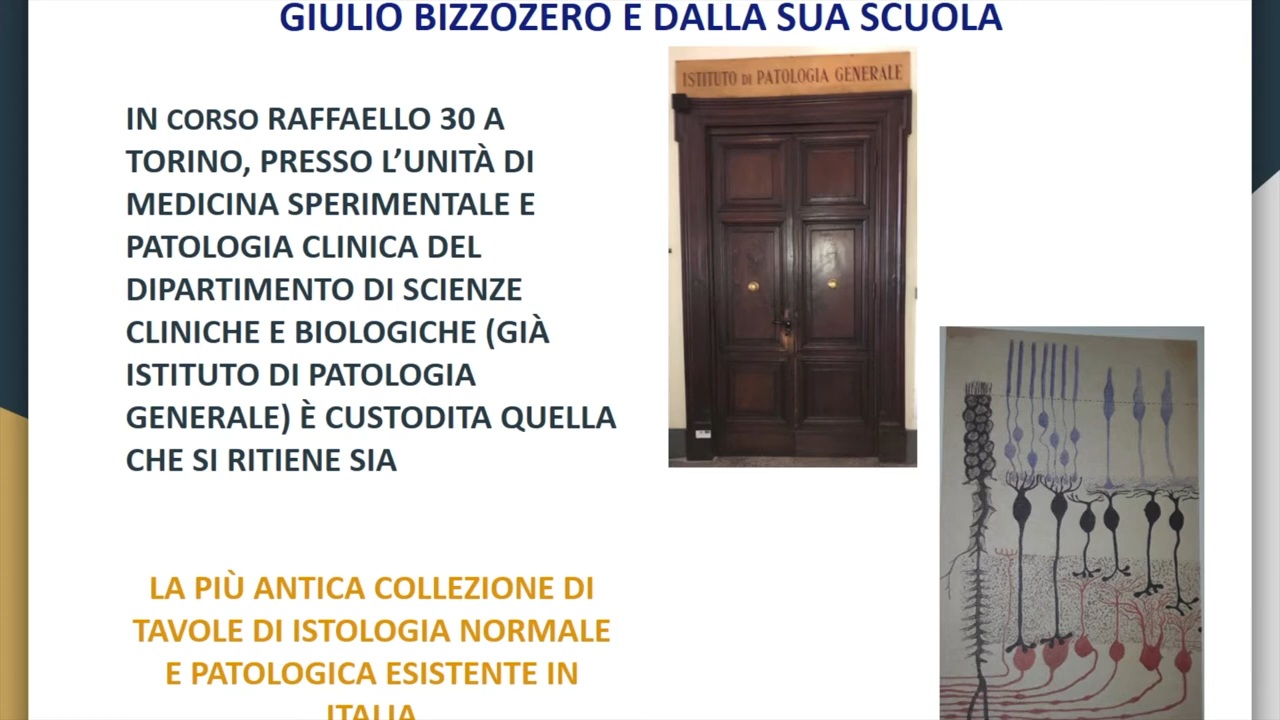 GIULIO BIZZOZERO E DALLA SUA SCUOLA
IN CORSO RAFFAELLO 30 A
TORINO, PRESSO L’UNITÀ DI
MEDICINA SPERIMENTALE E
PATOLOGIA CLINICA DEL
DIPARTIMENTO DI SCIENZE
CLINICHE E BIOLOGICHE (GIÀ
ISTITUTO DI PATOLOGIA
GENERALE) È CUSTODITA QUELLA
CHE SI RITIENE SIA
LA PIÙ ANTICA COLLEZIONE DI
TAVOLE DI ISTOLOGIA NORMALE
E PATOLOGICA ESISTENTE IN
ITALIA
ISTITUTO DI PATOLOGIA GENERALE